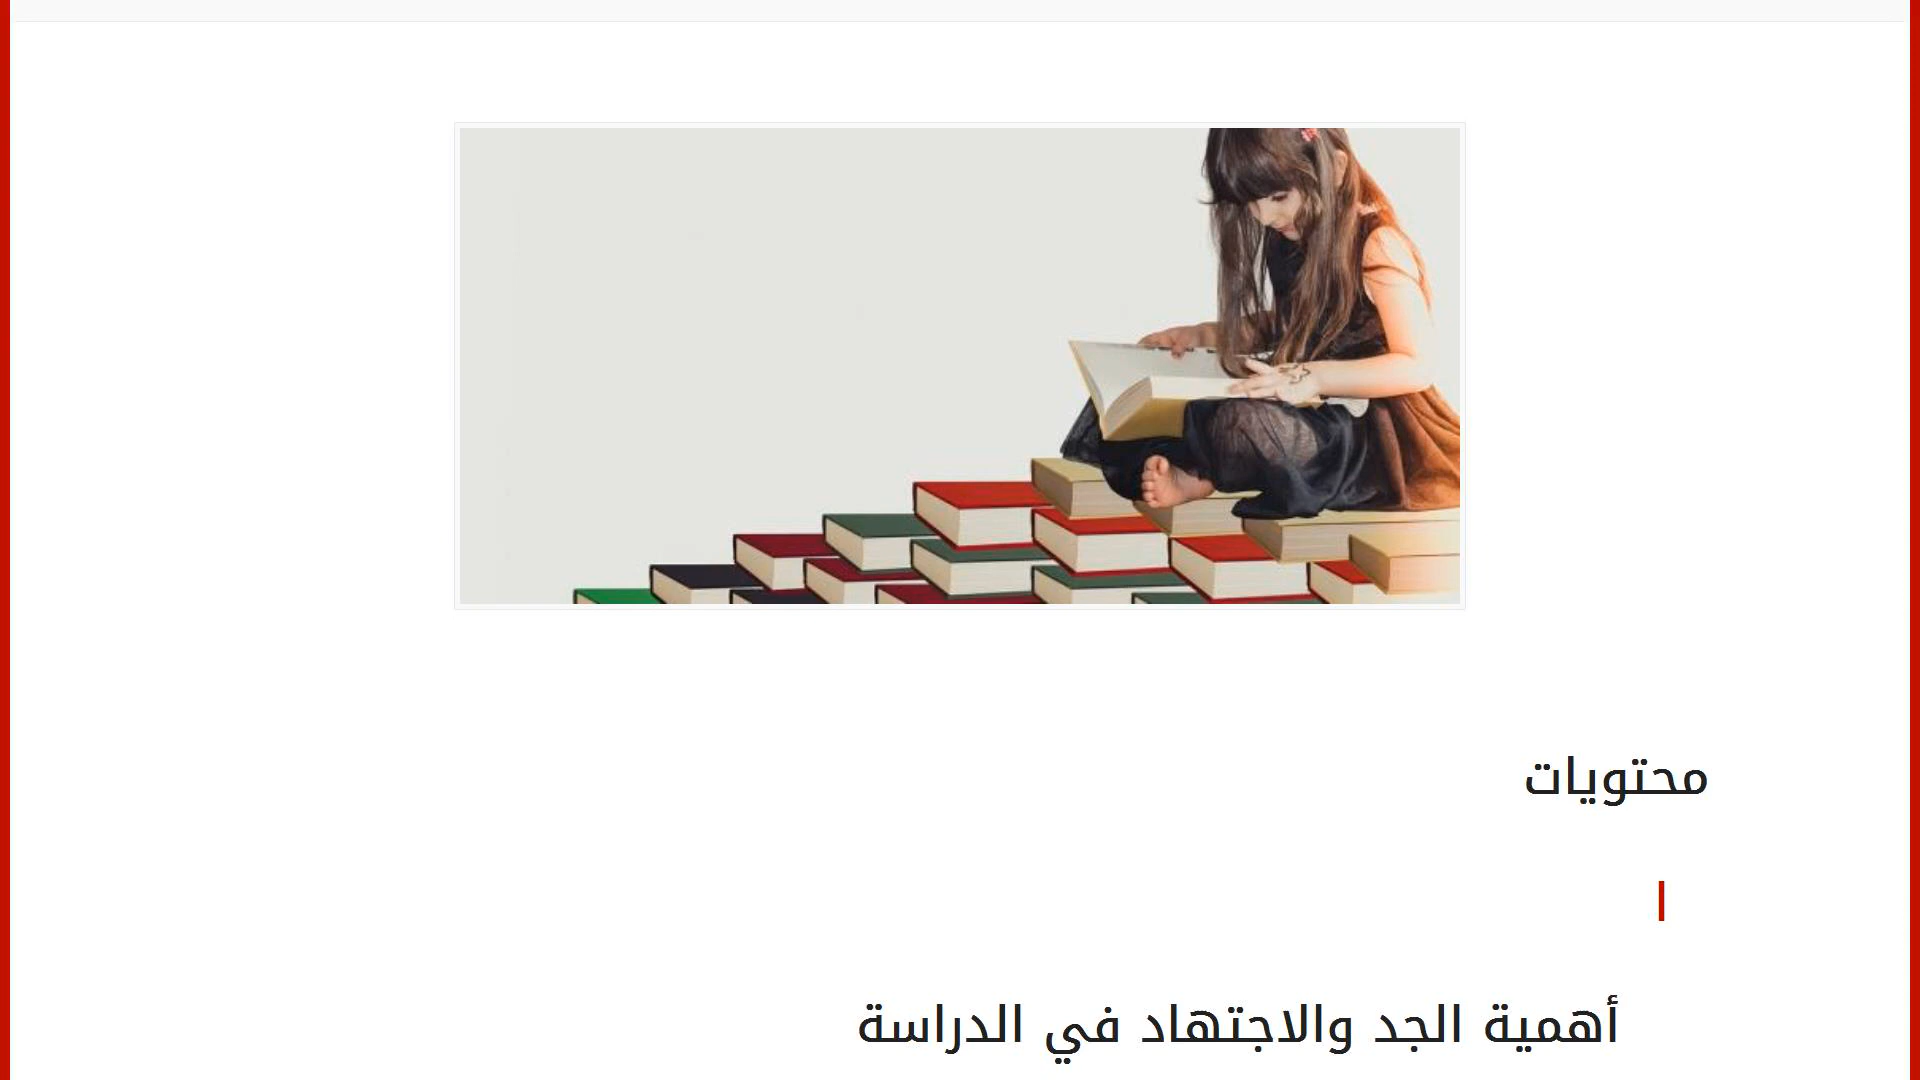 محتويات
ا
أهمية الجد والاجتهاد في الدراسة